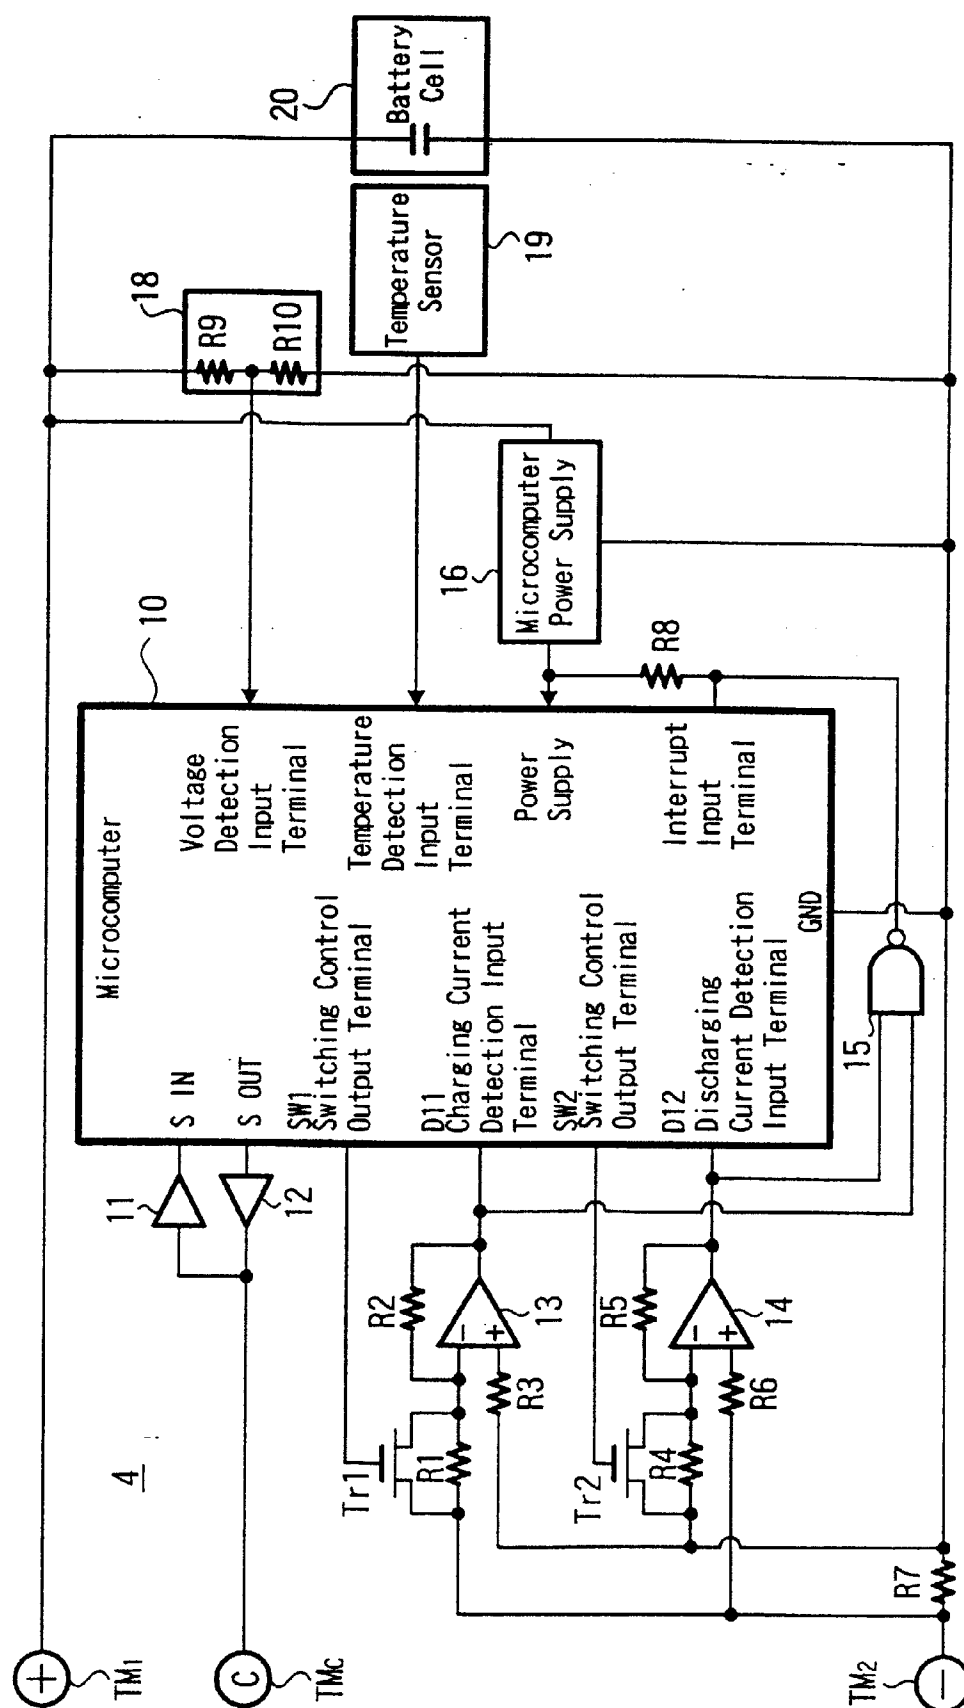 4
10
Microcomputer
S IN
S OUT
Voltage
Detection
Input
Terminal
SW1
Switching Control
Output Terminal
Temperature
Detection
Input
Terminal
D11
Charging Current
Detection Input
Terminal
Power
Supply
SW2
Switching Control
Output Terminal
Interrupt
Input
Terminal
D12
Discharging
Current Detection
Input Terminal
GND
11
12
Tr1
R1
R2
R3
13
Tr2
R4
R5
R6
14
R7
15
R8
16
Microcomputer
Power Supply
18
R9
R10
19
Temperature
Sensor
20
Battery
Cell
+
TM1
C
TMC
−
TM2
−
+
−
+